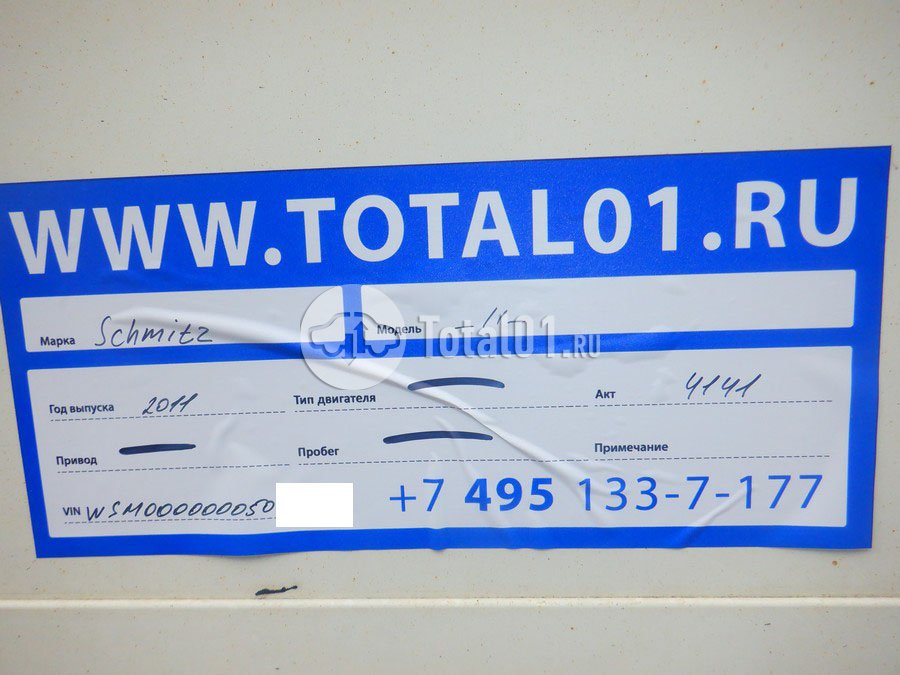 WWW.TOTAL01.RU
Марка Schmitz Модель
Total01.RU
Год выпуска 2011 Тип двигателя Акт 4141
Привод Пробег Примечание
VIN WSM000000050 +7 495 133-7-177